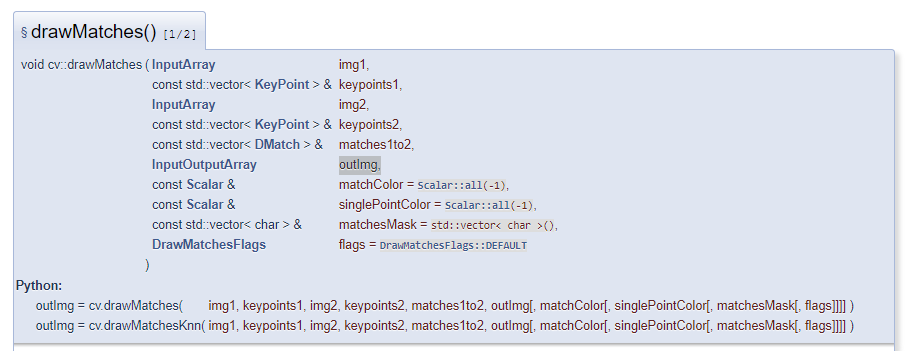 § drawMatches() [1/2]
void cv::drawMatches ( InputArray img1,
const std::vector< KeyPoint > & keypoints1,
InputArray img2,
const std::vector< KeyPoint > & keypoints2,
const std::vector< DMatch > & matches1to2,
InputOutputArray outImg,
const Scalar & matchColor = Scalar::all(-1),
const Scalar & singlePointColor = Scalar::all(-1),
const std::vector< char > & matchesMask = std::vector< char >(),
DrawMatchesFlags flags = DrawMatchesFlags::DEFAULT
)
Python:
outImg = cv.drawMatches( img1, keypoints1, img2, keypoints2, matches1to2, outImg[, matchColor[, singlePointColor[, matchesMask[, flags]]]] )
outImg = cv.drawMatchesKnn( img1, keypoints1, img2, keypoints2, matches1to2, outImg[, matchColor[, singlePointColor[, matchesMask[, flags]]]] )